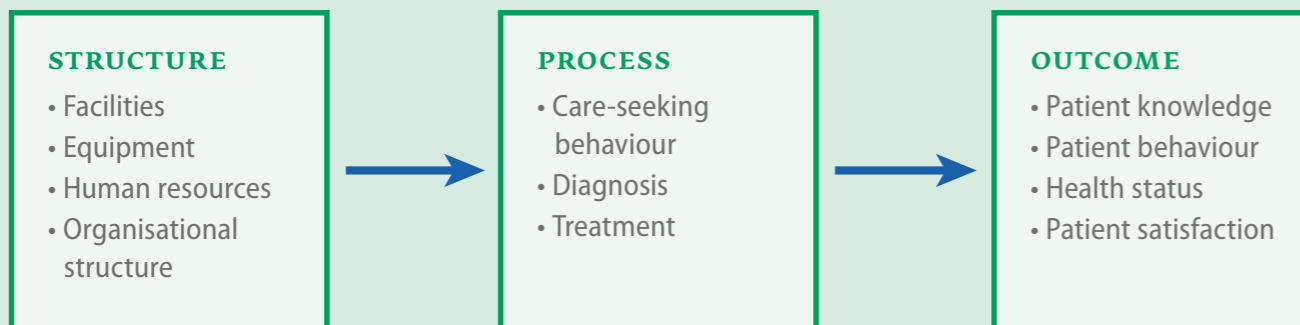 STRUCTURE
• Facilities
• Equipment
• Human resources
• Organisational
structure
PROCESS
• Care-seeking
behaviour
• Diagnosis
• Treatment
OUTCOME
• Patient knowledge
• Patient behaviour
• Health status
• Patient satisfaction